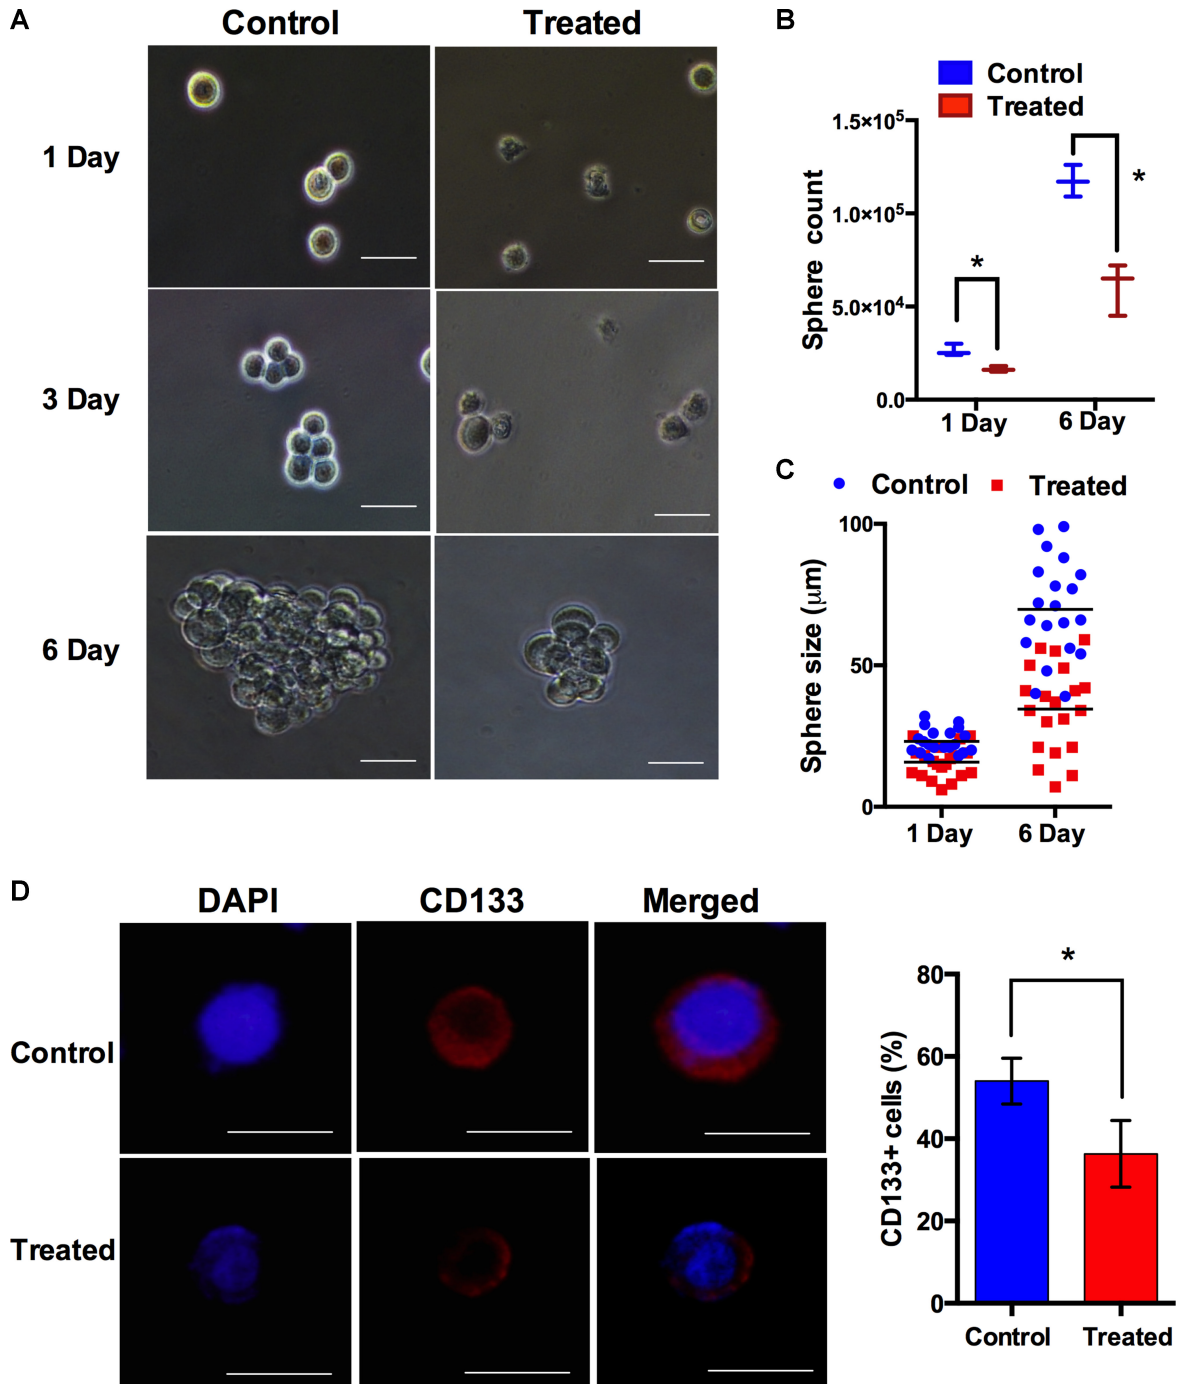 A
Control
Treated
1 Day
3 Day
6 Day
B
Control
Treated
Sphere count
1.5×10⁵
1.0×10⁵
5.0×10⁴
0.0
*
*
1 Day
6 Day
C
Control
Treated
Sphere size (μm)
100
50
0
1 Day
6 Day
D
DAPI
CD133
Merged
Control
Treated
CD133+ cells (%)
80
60
40
20
0
*
Control
Treated